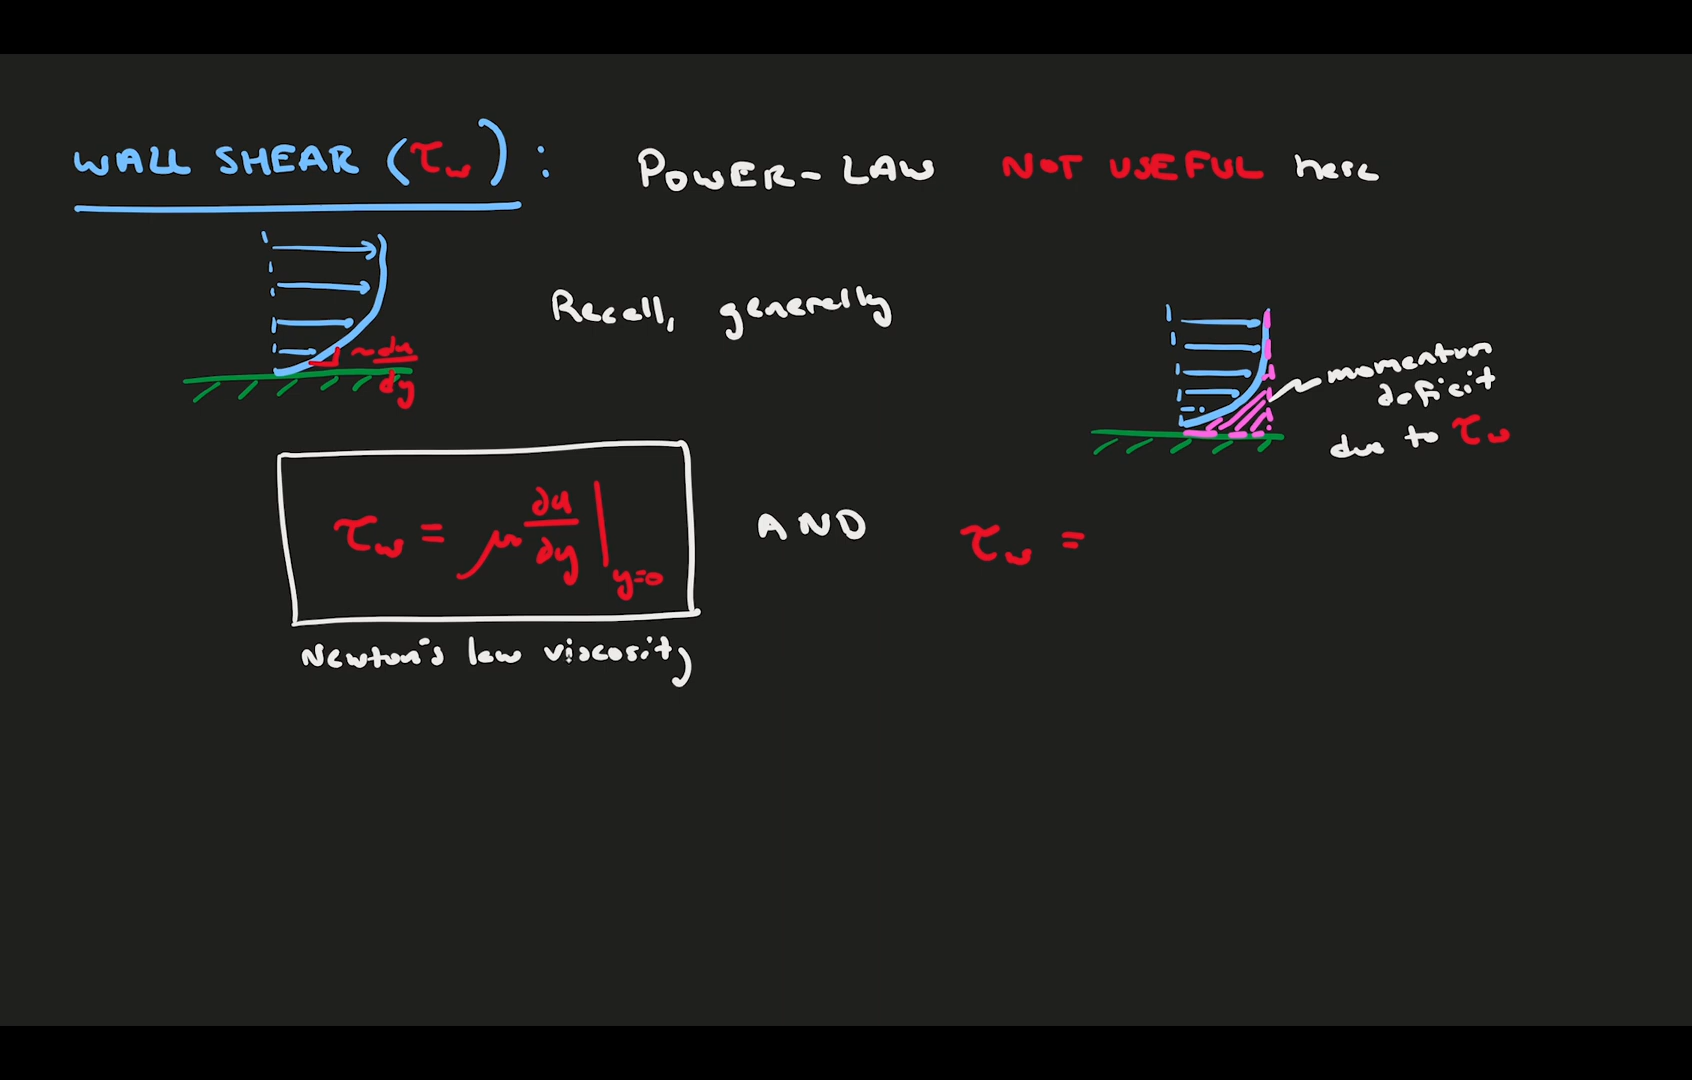 WALL SHEAR (τw) : POWER-LAW NOT USEFUL here
~ du/dy
Recall, generally
momentum
deficit
due to τw
τw = μ ∂u/∂y |y=0 AND τw =
Newton's law viscosity